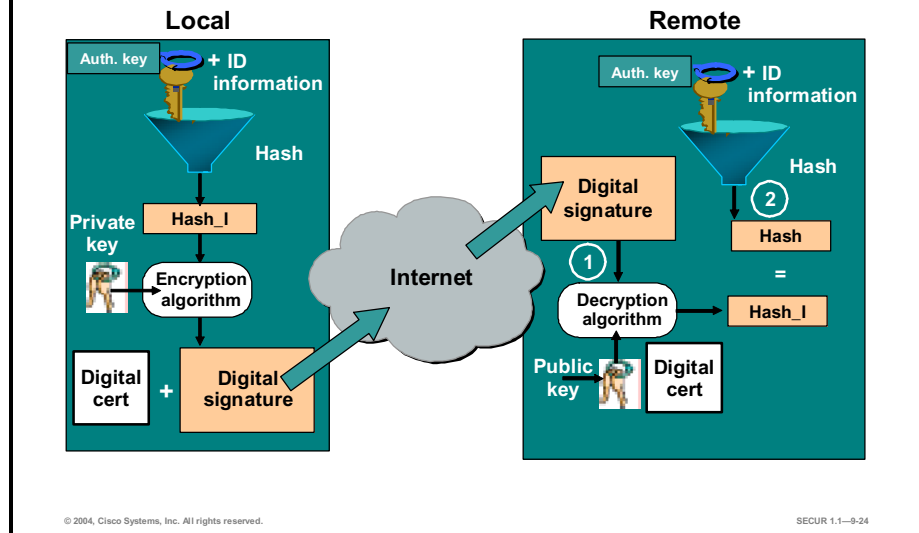 Local
Remote
Auth. key
+ ID
information
Hash
Hash_I
Private
key
Encryption
algorithm
Digital
cert
+
Digital
signature
Internet
Auth. key
+ ID
information
Hash
Digital
signature
2
Hash
1
=
Decryption
algorithm
Hash_I
Public
key
Digital
cert
© 2004, Cisco Systems, Inc. All rights reserved.
SECUR 1.1—9-24